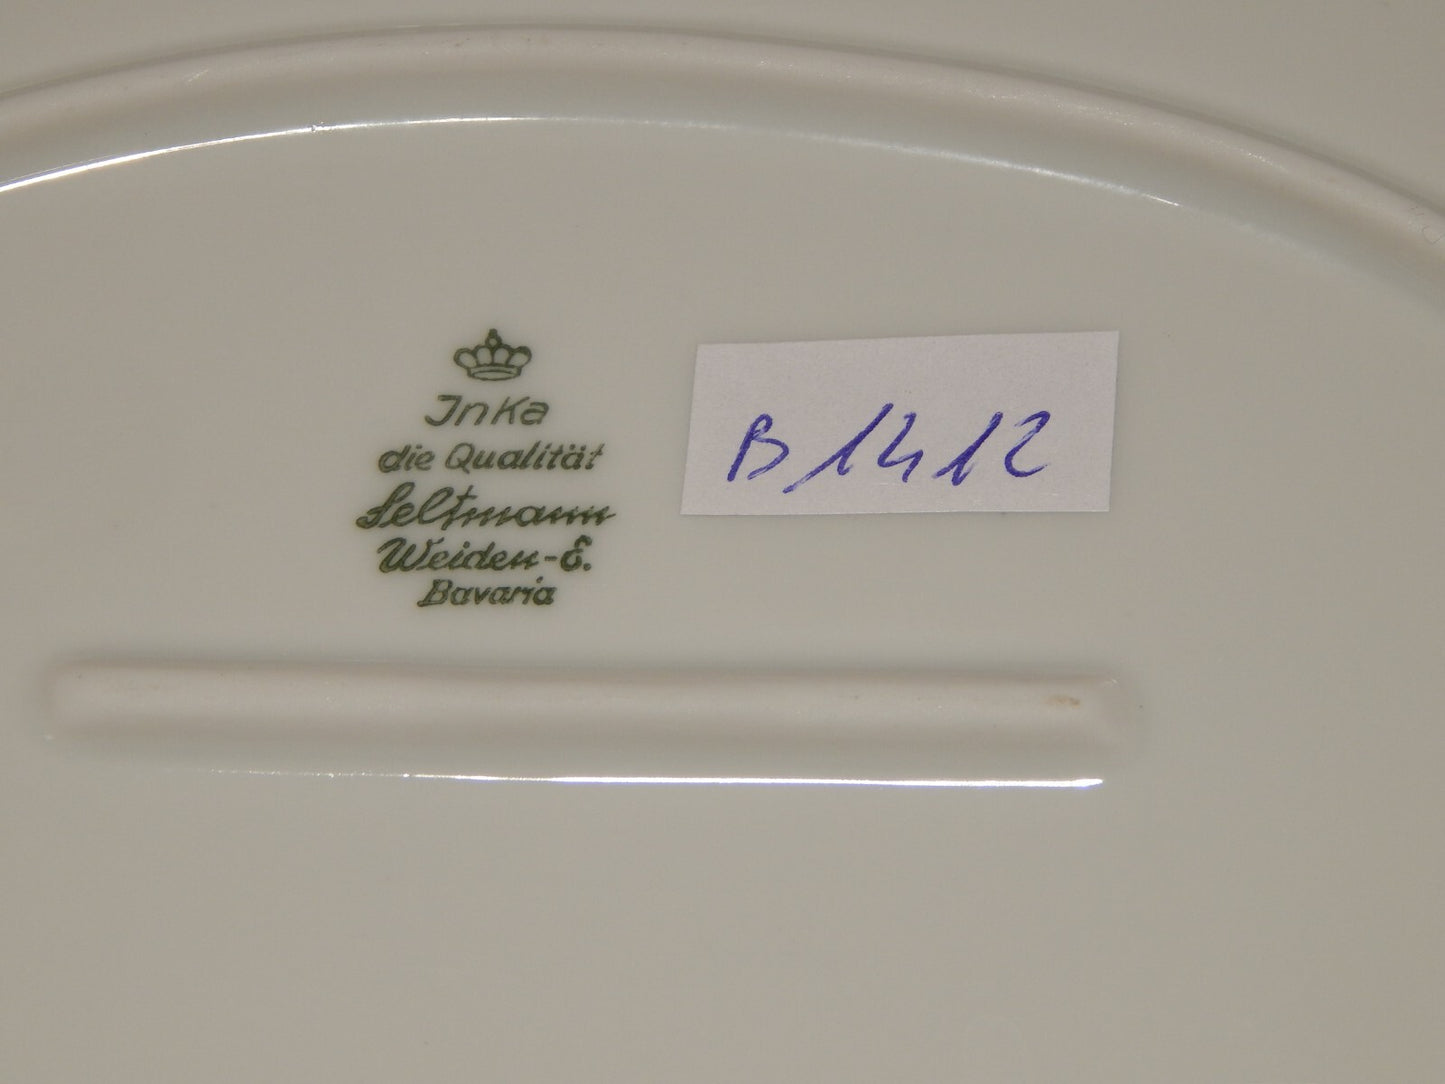 InKa
die Qualität
Seltmann
Weiden-E.
Bavaria
B1412